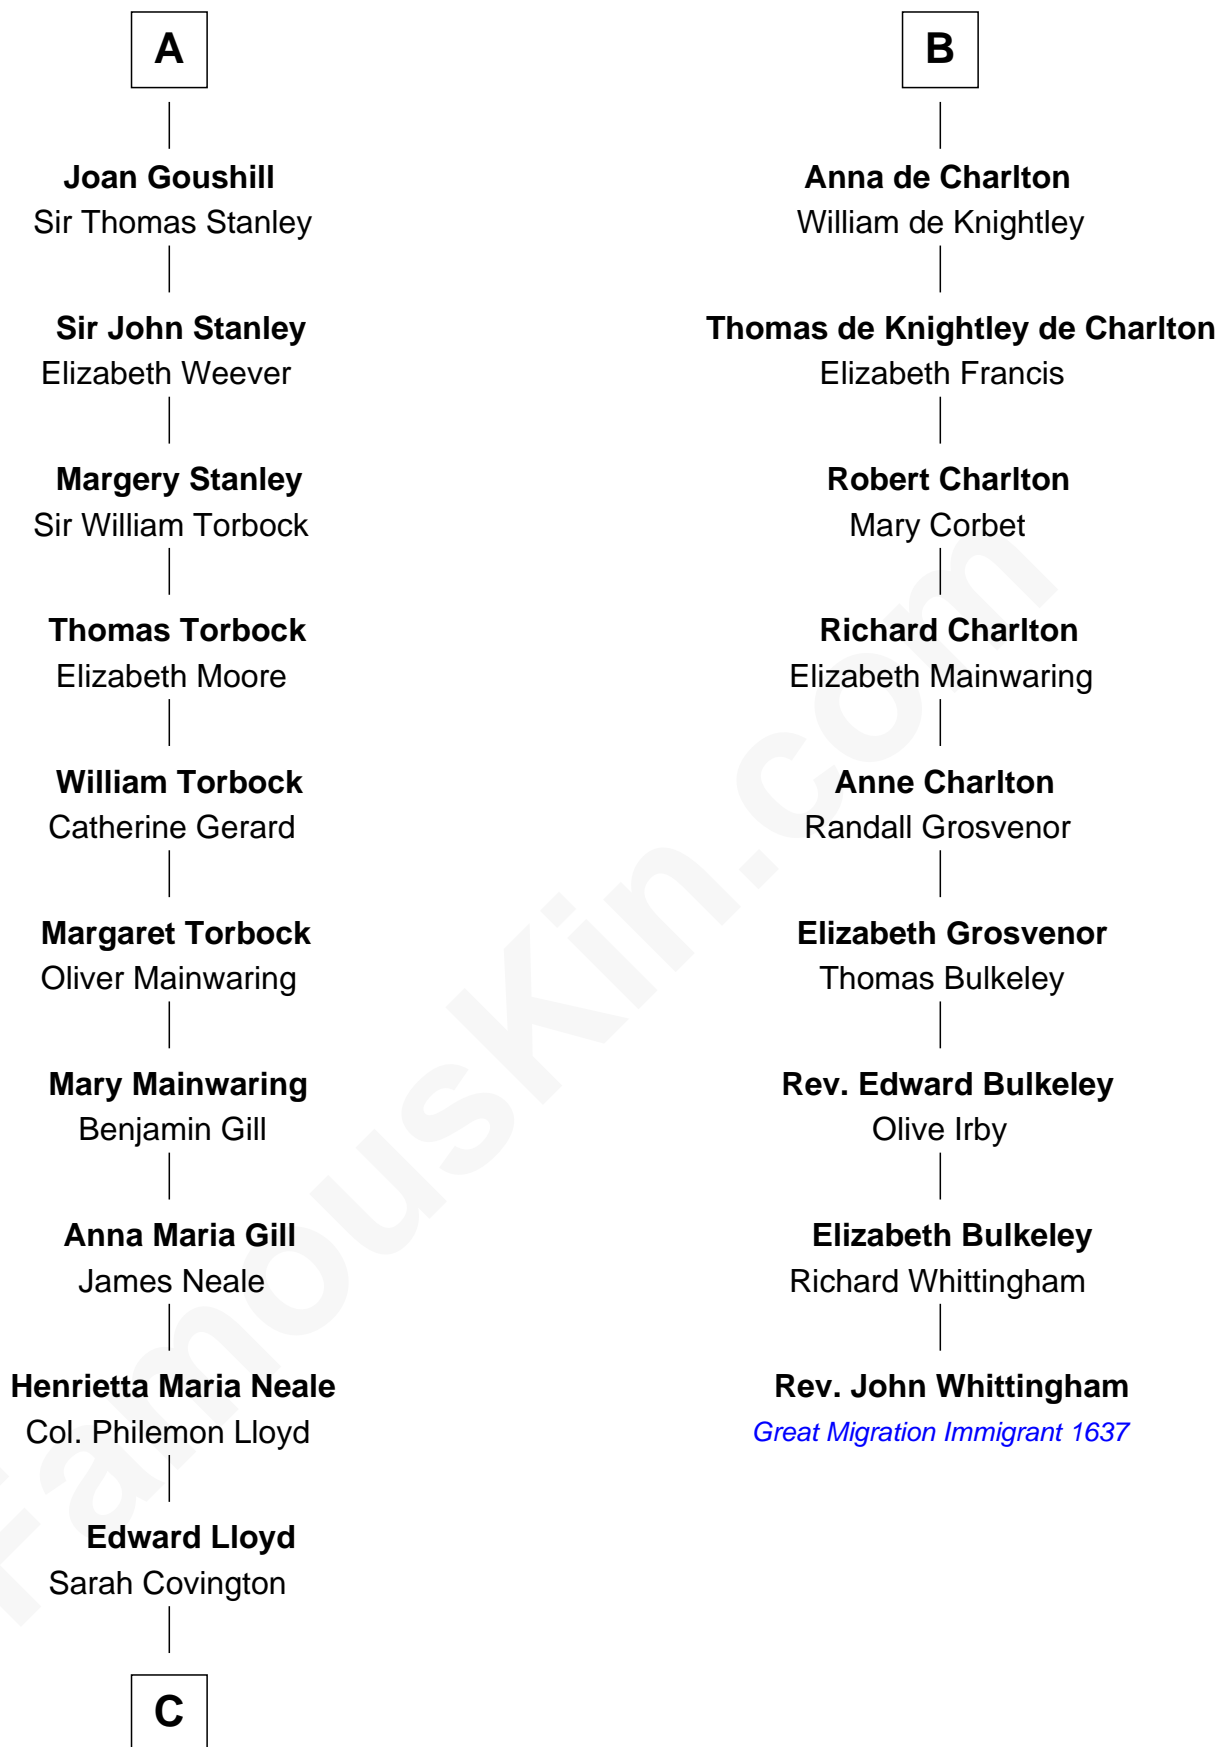 A
Joan Goushill
Sir Thomas Stanley
Sir John Stanley
Elizabeth Weever
Margery Stanley
Sir William Torbock
Thomas Torbock
Elizabeth Moore
William Torbock
Catherine Gerard
Margaret Torbock
Oliver Mainwaring
Mary Mainwaring
Benjamin Gill
Anna Maria Gill
James Neale
Henrietta Maria Neale
Col. Philemon Lloyd
Edward Lloyd
Sarah Covington
C
B
Anna de Charlton
William de Knightley
Thomas de Knightley de Charlton
Elizabeth Francis
Robert Charlton
Mary Corbet
Richard Charlton
Elizabeth Mainwaring
Anne Charlton
Randall Grosvenor
Elizabeth Grosvenor
Thomas Bulkeley
Rev. Edward Bulkeley
Olive Irby
Elizabeth Bulkeley
Richard Whittingham
Rev. John Whittingham
Great Migration Immigrant 1637
FamousKin.com